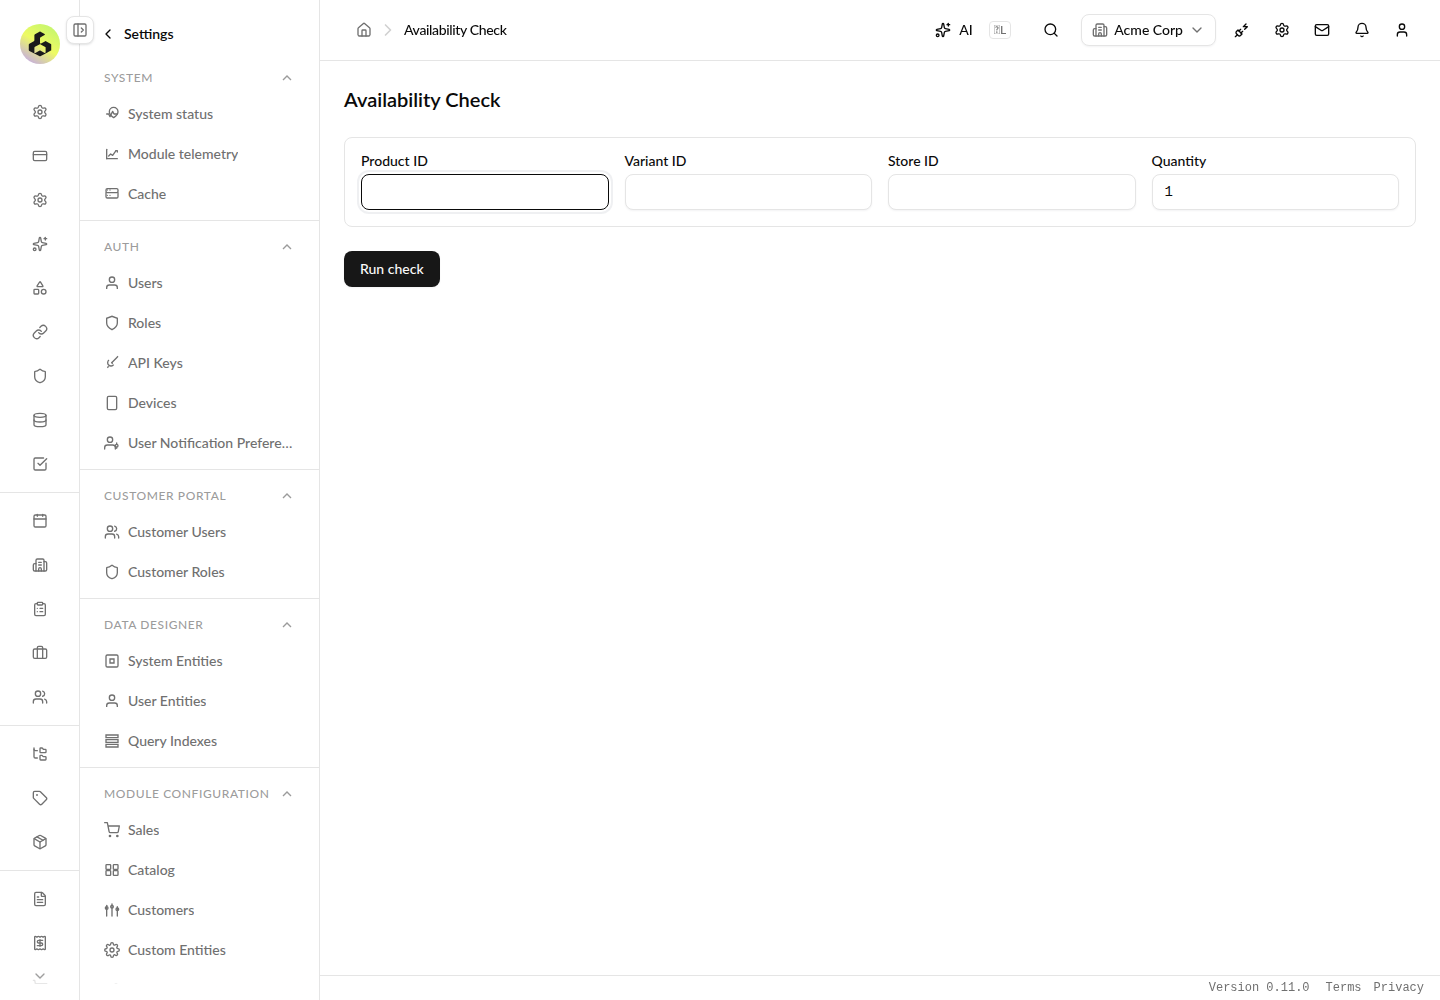 Settings
SYSTEM
System status
Module telemetry
Cache
AUTH
Users
Roles
API Keys
Devices
User Notification Prefere...
CUSTOMER PORTAL
Customer Users
Customer Roles
DATA DESIGNER
System Entities
User Entities
Query Indexes
MODULE CONFIGURATION
Sales
Catalog
Customers
Custom Entities
Availability Check
AI
L
Acme Corp
Availability Check
Product ID
Variant ID
Store ID
Quantity
1
Run check
Version 0.11.0
Terms
Privacy